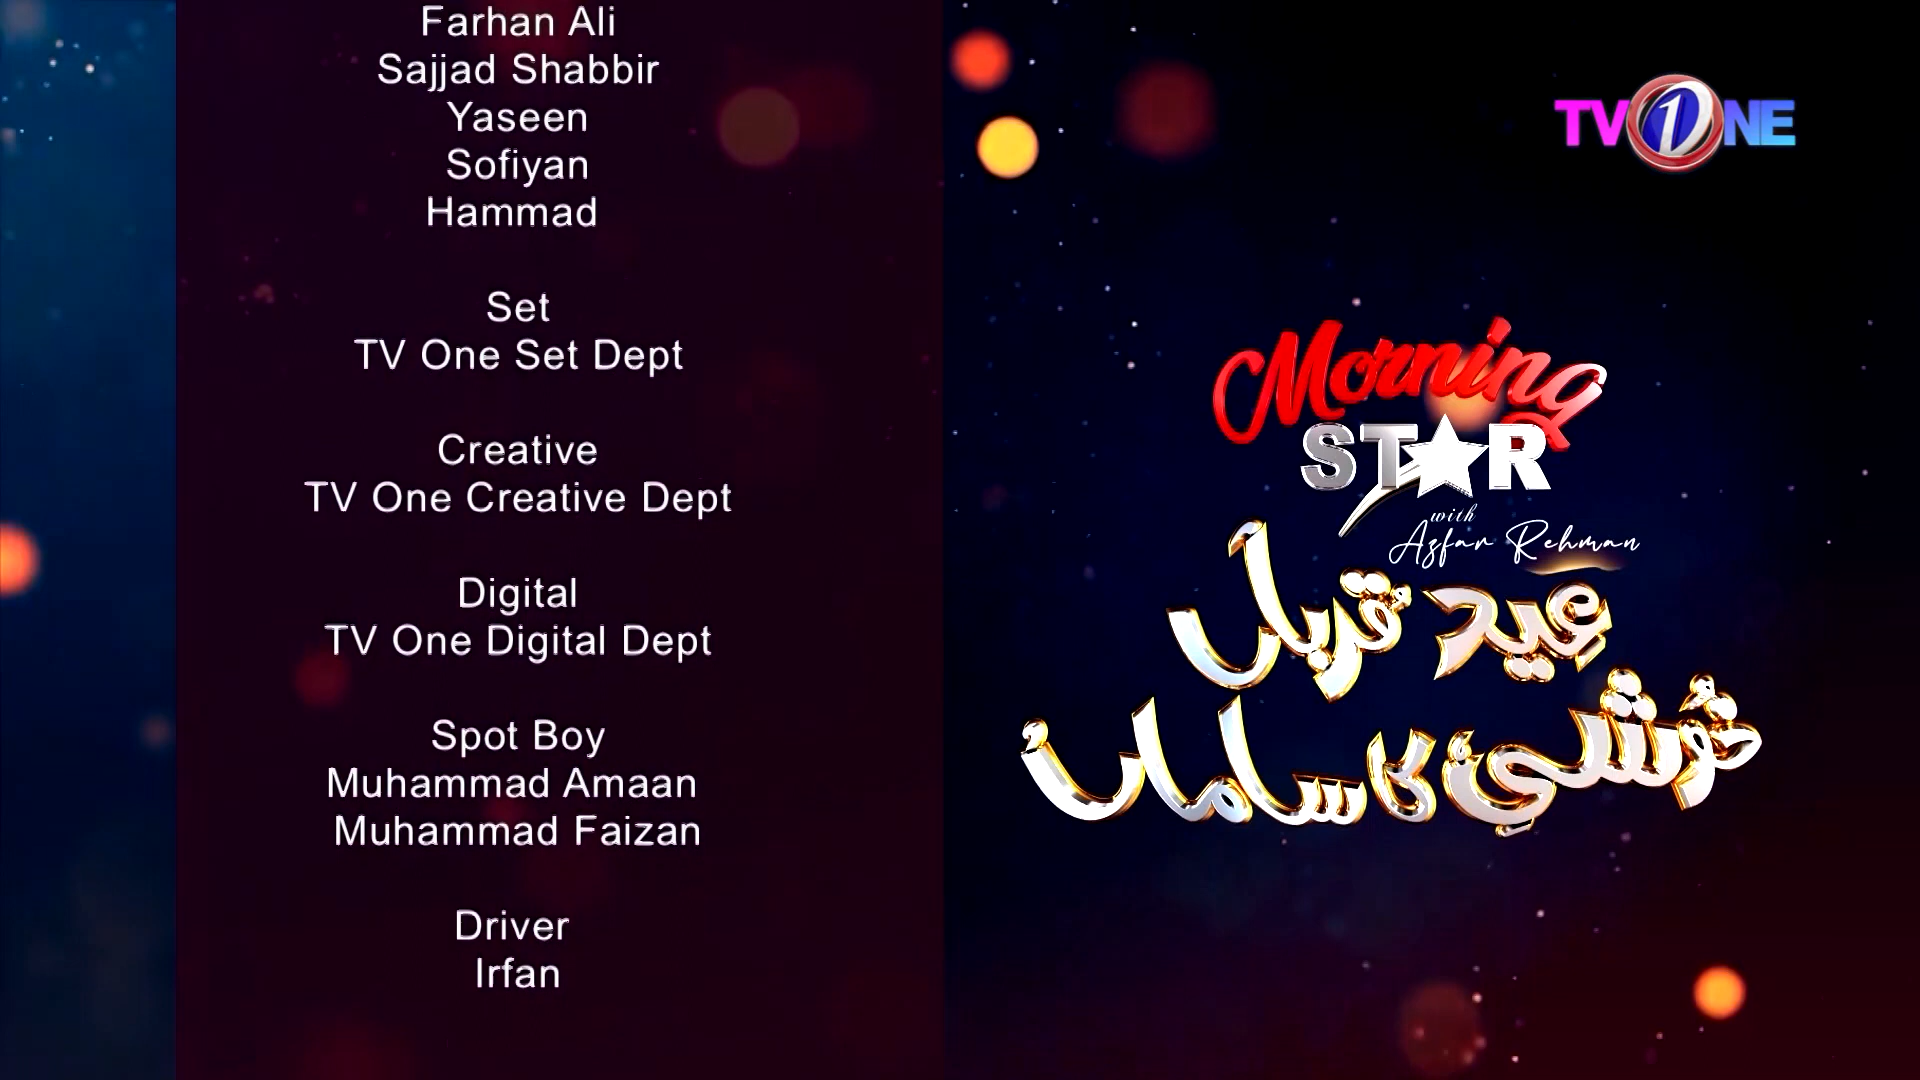 Farhan Ali
Sajjad Shabbir
Yaseen
Sofiyan
Hammad
Set
TV One Set Dept
Creative
TV One Creative Dept
Digital
TV One Digital Dept
Spot Boy
Muhammad Amaan
Muhammad Faizan
Driver
Irfan
TV ONE
Morning
STAR
with
Azfar Rehman
عید قرباں
خوشی کا ساماں